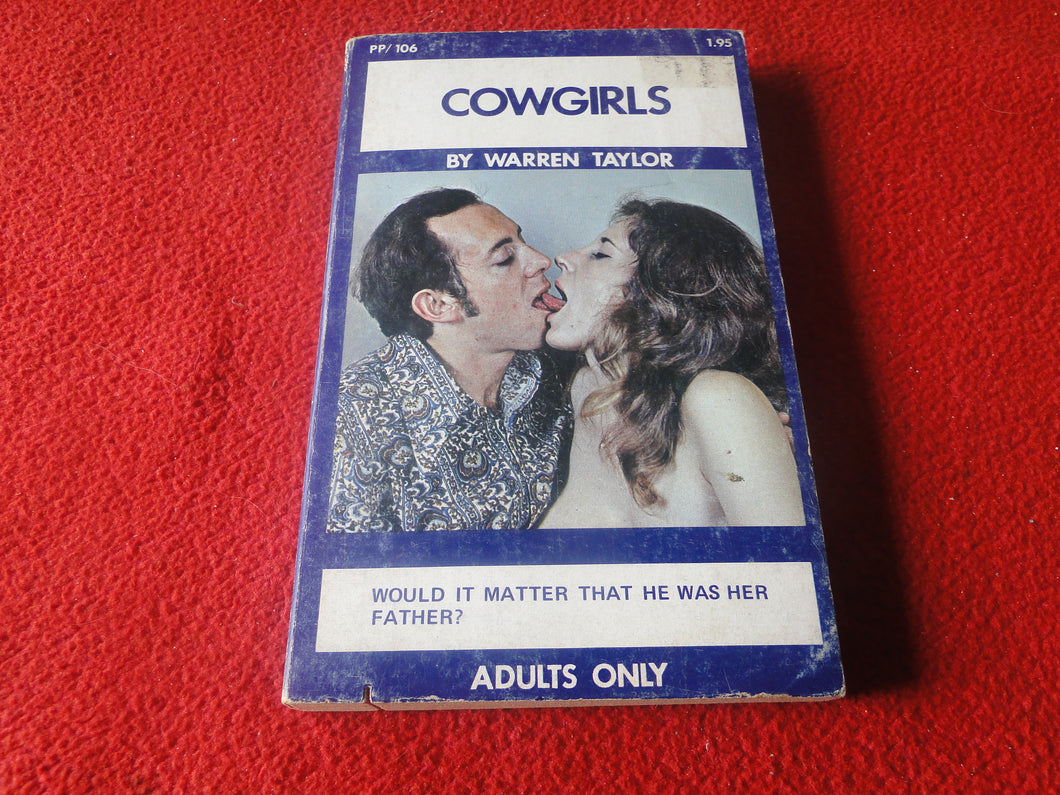 PP/106 1.95
COWGIRLS
BY WARREN TAYLOR
WOULD IT MATTER THAT HE WAS HER
FATHER?
ADULTS ONLY